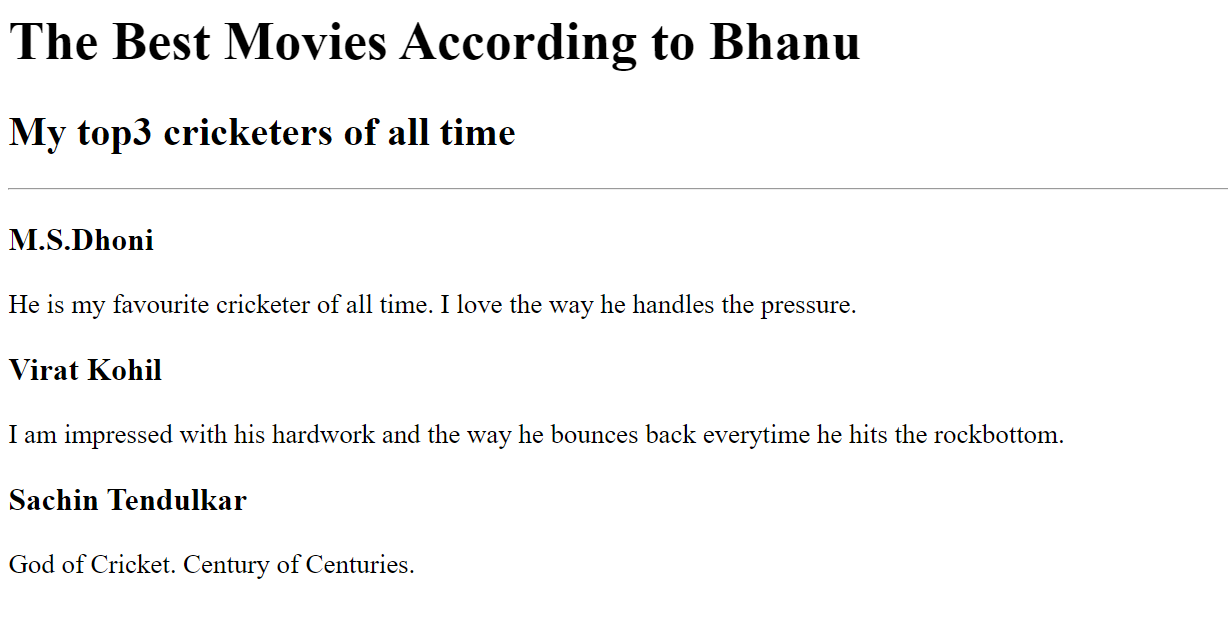 The Best Movies According to Bhanu
My top3 cricketers of all time
M.S.Dhoni
He is my favourite cricketer of all time. I love the way he handles the pressure.
Virat Kohil
I am impressed with his hardwork and the way he bounces back everytime he hits the rockbottom.
Sachin Tendulkar
God of Cricket. Century of Centuries.